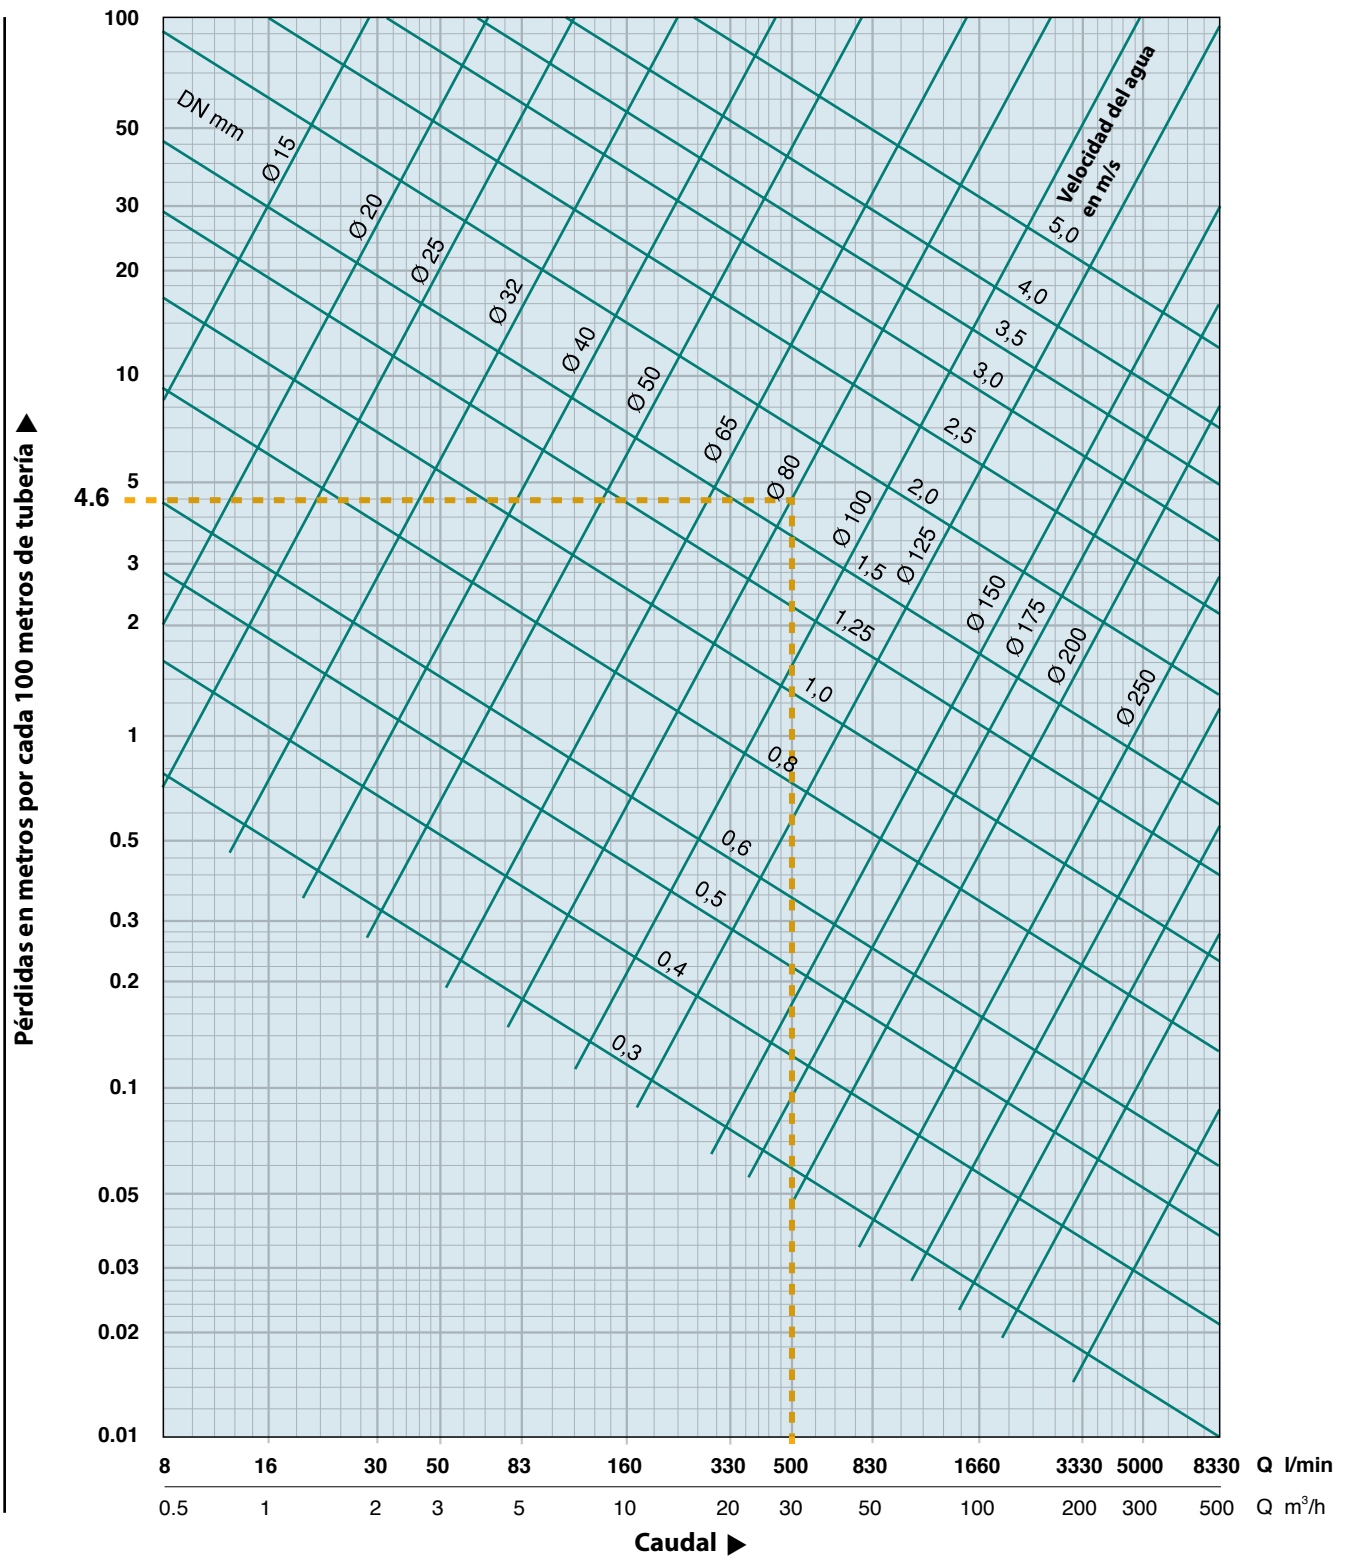 100
50
30
20
10
5
4.6
3
2
1
0.5
0.3
0.2
0.1
0.05
0.03
0.02
0.01
Pérdidas en metros por cada 100 metros de tubería ▶
DN mm
Ø 15
Ø 20
Ø 25
Ø 32
Ø 40
Ø 50
Ø 65
Ø 80
Ø 100
Ø 125
Ø 150
Ø 175
Ø 200
Ø 250
Velocidad del agua
en m/s
5,0
4,0
3,5
3,0
2,5
2,0
1,5
1,25
1,0
0,8
0,6
0,5
0,4
0,3
8 16 30 50 83 160 330 500 830 1660 3330 5000 8330 Q l/min
0.5 1 2 3 5 10 20 30 50 100 200 300 500 Q m³/h
Caudal ▶